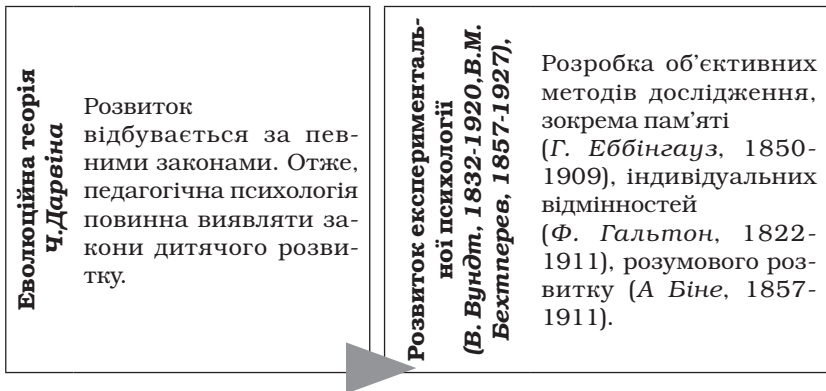 Еволюційна теорія
Ч.Дарвіна
Розвиток
відбувається за пев-
ними законами. Отже,
педагогічна психологія
повинна виявляти за-
кони дитячого розви-
тку.
Розвиток експерименталь-
ної психології
(В. Вундт, 1832-1920,В.М.
Бехтперев, 1857-1927),
Розробка об’єктивних
методів дослідження,
зокрема пам’яті
(Г. Еббінгауз, 1850-
1909), індивідуальних
відмінностей
(Ф. Гальтон, 1822-
1911), розумового роз-
витку (А Біне, 1857-
1911).